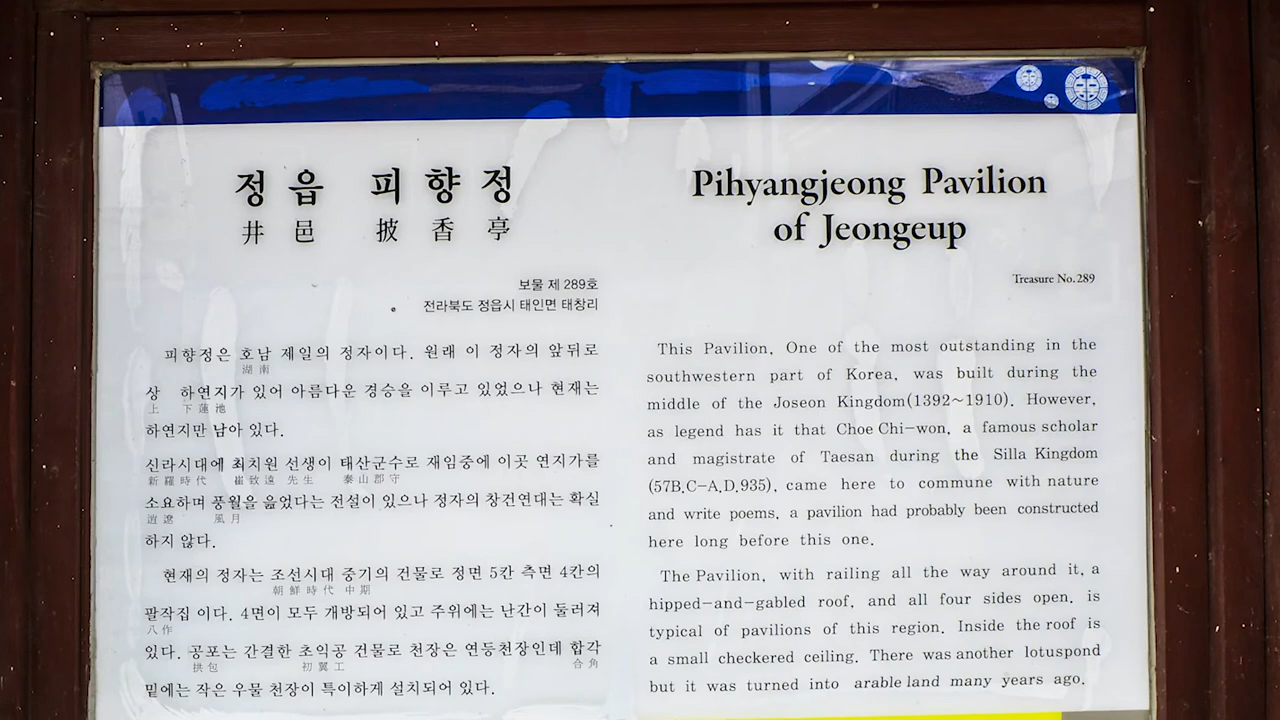 정읍 피향정
井邑 披香亭
보물 제 289호
전라북도 정읍시 태인면 태창리
피향정은 호남 제일의 정자이다. 원래 이 정자의 앞뒤로
湖南
상 하연지가 있어 아름다운 경승을 이루고 있었으나 현재는
上 下蓮池
하연지만 남아 있다.
신라시대에 최치원 선생이 태산군수로 재임중에 이곳 연지가를
新羅時代 崔致遠 先生 泰山郡守
소요하며 풍월을 읊었다는 전설이 있으나 정자의 창건연대는 확실
逍遼 風月
하지 않다.
현재의 정자는 조선시대 중기의 건물로 정면 5칸 측면 4칸의
朝鮮時代 中期
팔작집 이다. 4면이 모두 개방되어 있고 주위에는 난간이 둘러져
八作
있다. 공포는 간결한 초익공 건물로 천장은 연등천장인데 합각
拱包 初翼工 合角
밑에는 작은 우물 천장이 특이하게 설치되어 있다.
Pihyangjeong Pavilion
of Jeongeup
Treasure No.289
This Pavilion, One of the most outstanding in the
southwestern part of Korea, was built during the
middle of the Joseon Kingdom(1392~1910). However,
as legend has it that Choe Chi-won, a famous scholar
and magistrate of Taesan during the Silla Kingdom
(57B.C-A.D.935), came here to commune with nature
and write poems, a pavilion had probably been constructed
here long before this one.
The Pavilion, with railing all the way around it, a
hipped-and-gabled roof, and all four sides open, is
typical of pavilions of this region. Inside the roof is
a small checkered ceiling. There was another lotuspond
but it was turned into arable land many years ago.